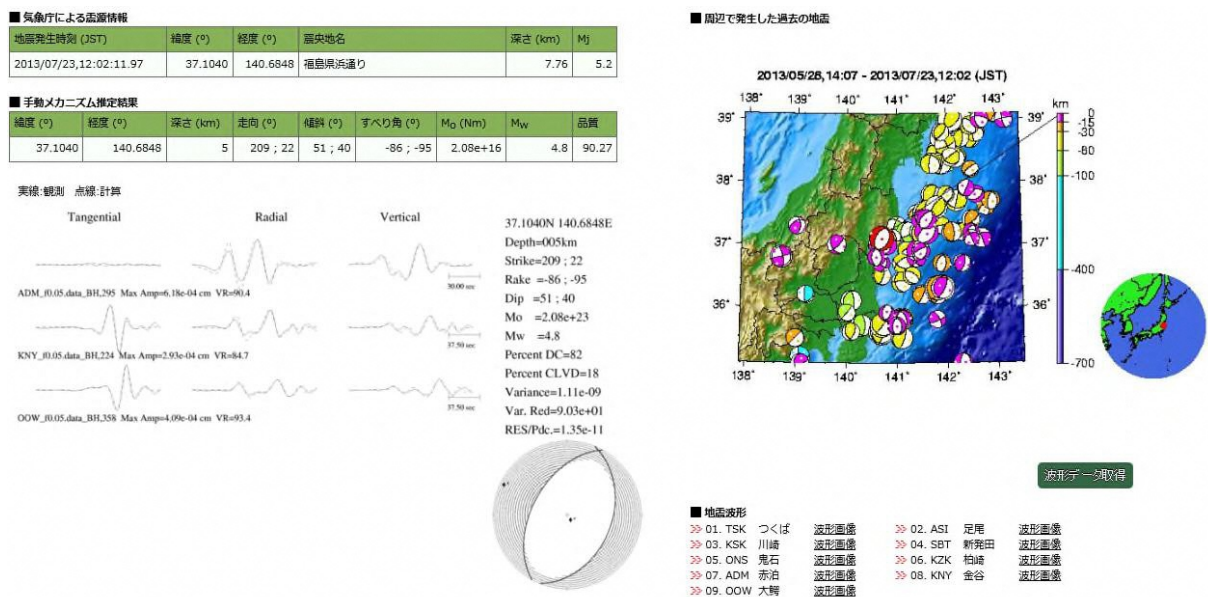 ■ 気象庁による震源情報
地震発生時刻 (JST) 緯度 (º) 経度 (º) 震央地名 深さ (km) Mj
2013/07/23,12:02:11.97 37.1040 140.6848 福島県浜通り 7.76 5.2
■ 手動メカニズム推定結果
緯度 (º) 経度 (º) 深さ (km) 走向 (º) 傾斜 (º) すべり角 (º) M0 (Nm) Mw 品質
37.1040 140.6848 5 209 ; 22 51 ; 40 -86 ; -95 2.08e+16 4.8 90.27
実線:観測 点線:計算
Tangential Radial Vertical
30.00 sec
ADM_f0.05.data_BH,295 Max Amp=6.18e-04 cm VR=90.4
37.50 sec
KNY_f0.05.data_BH,224 Max Amp=2.93e-04 cm VR=84.7
37.50 sec
OOW_f0.05.data_BH,358 Max Amp=4.09e-04 cm VR=93.4
37.1040N 140.6848E
Depth=005km
Strike=209 ; 22
Rake =-86 ; -95
Dip =51 ; 40
Mo =2.08e+23
Mw =4.8
Percent DC=82
Percent CLVD=18
Variance=1.11e-09
Var. Red=9.03e+01
RES/Pdc.=1.35e-11
■ 周辺で発生した過去の地震
2013/05/26,14:07 - 2013/07/23,12:02 (JST)
138° 139° 140° 141° 142° 143°
39° 39°
38° 38°
37° 37°
36° 36°
138° 139° 140° 141° 142° 143°
km
0
-15
-30
-80
-100
-400
-700
波形データ取得
■ 地震波形
>> 01. TSK つくば 波形画像 >> 02. ASI 足尾 波形画像
>> 03. KSK 川崎 波形画像 >> 04. SBT 新発田 波形画像
>> 05. ONS 鬼石 波形画像 >> 06. KZK 柏崎 波形画像
>> 07. ADM 赤泊 波形画像 >> 08. KNY 金谷 波形画像
>> 09. OOW 大鰐 波形画像